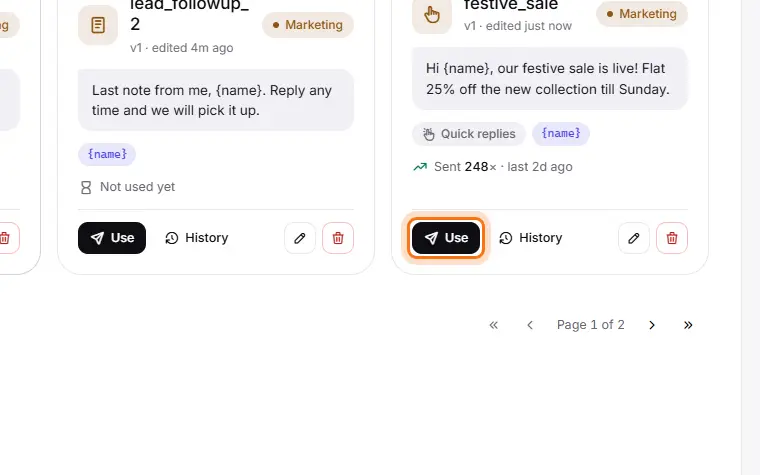 lead_followup_
2
Marketing
v1 · edited 4m ago
Last note from me, {name}. Reply any
time and we will pick it up.
{name}
Not used yet
Use
History
festive_sale
Marketing
v1 · edited just now
Hi {name}, our festive sale is live! Flat
25% off the new collection till Sunday.
Quick replies
{name}
Sent 248× · last 2d ago
Use
History
Page 1 of 2